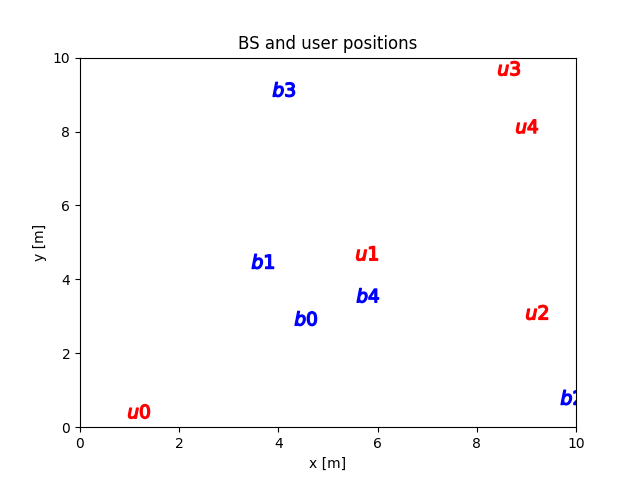 BS and user positions
10
u3
b3
8
u4
6
y [m]
b1
u1
4
b4
b0
u2
2
b2
u0
0
0 2 4 6 8 10
x [m]